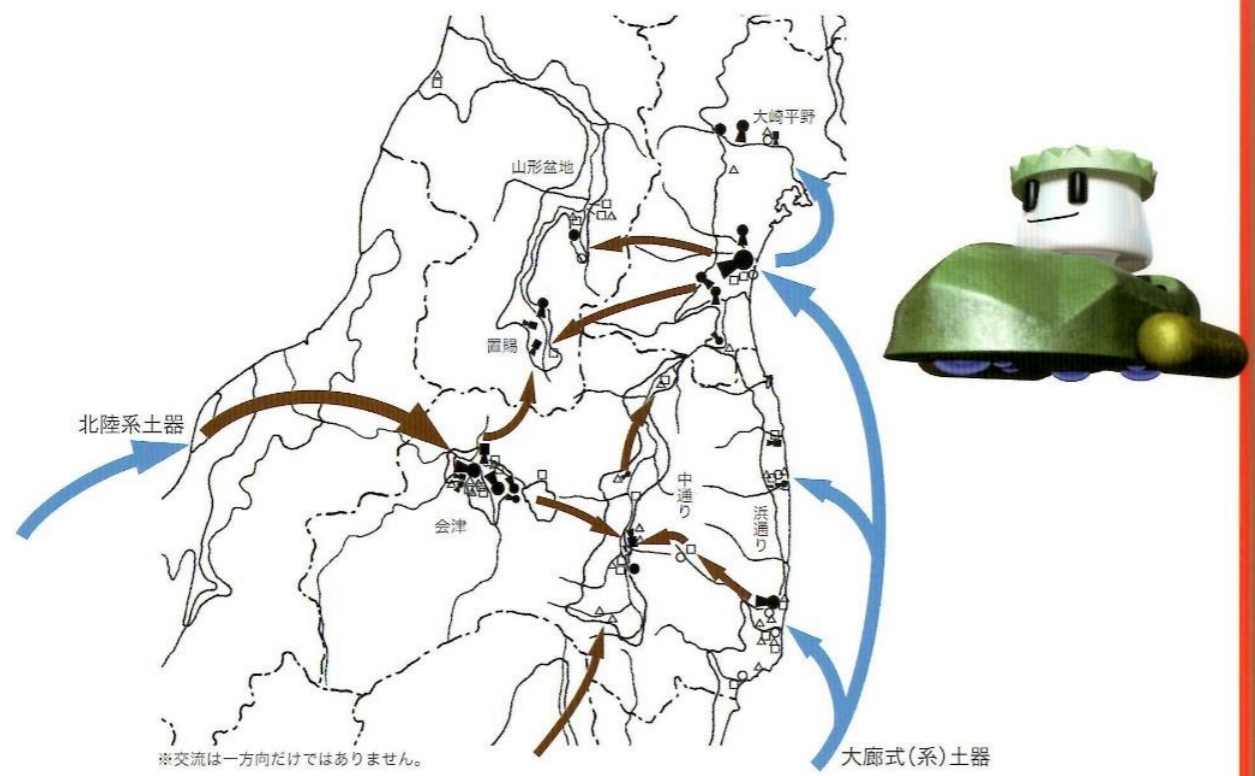 大崎平野
山形盆地
置賜
北陸系土器
会津
中通り
浜通り
※交流は一方向だけではありません。
大廓式(系)土器